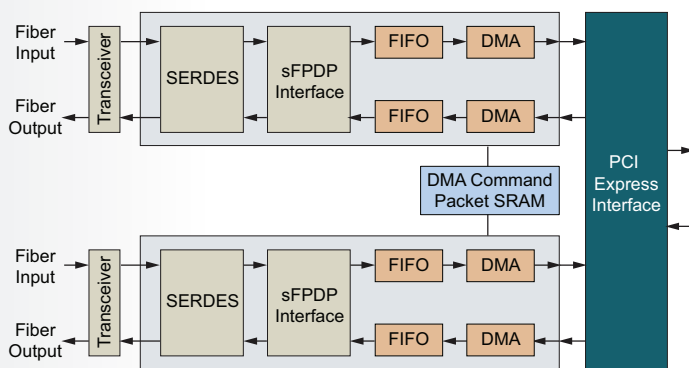 Fiber
Input
Transceiver
SERDES
sFPDP
Interface
FIFO
DMA
Fiber
Output
FIFO
DMA
DMA Command
Packet SRAM
PCI
Express
Interface
Fiber
Input
Transceiver
SERDES
sFPDP
Interface
FIFO
DMA
Fiber
Output
FIFO
DMA